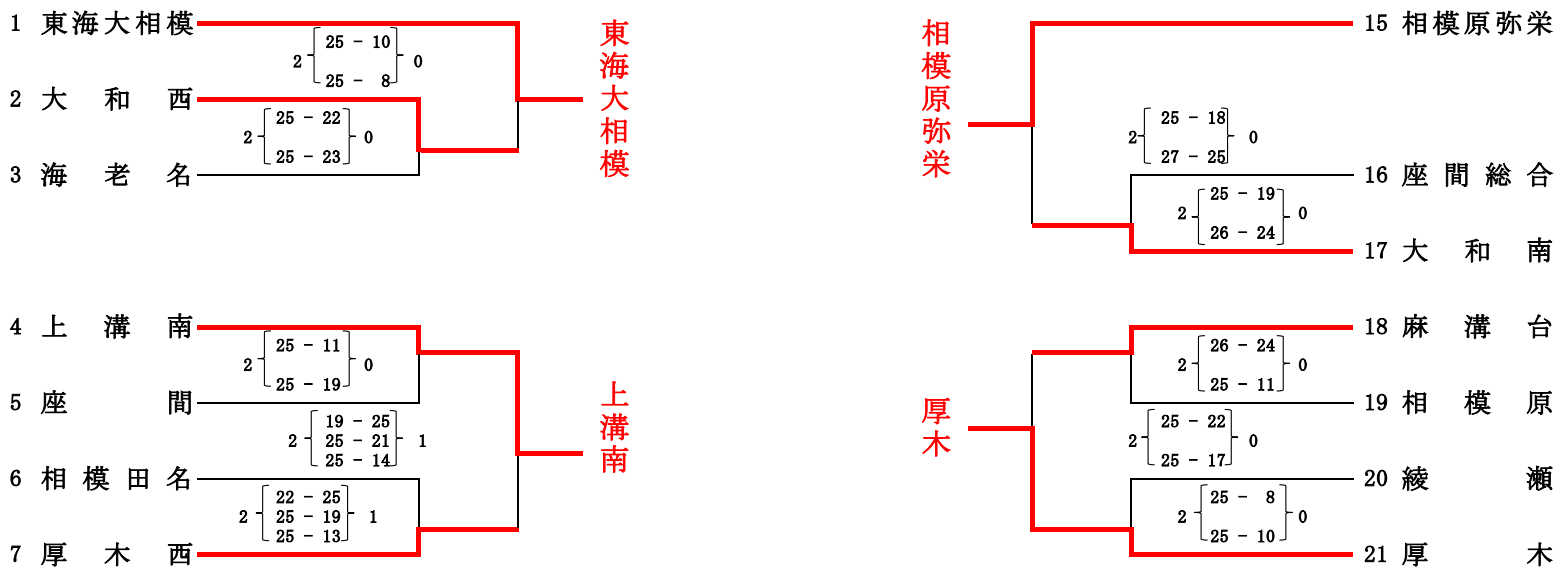 1 東海大相模
2 25 - 10 0
25 - 8
2 大和西
2 25 - 22 0
25 - 23
3 海老名
東海大相模
4 上溝南
2 25 - 11 0
25 - 19
5 座間
19 - 25
2 25 - 21 1
25 - 14
6 相模田名
22 - 25
2 25 - 19 1
25 - 13
7 厚木西
上溝南
相模原弥栄
15 相模原弥栄
2 25 - 18 0
27 - 25
16 座間総合
2 25 - 19 0
26 - 24
17 大和南
厚木
18 麻溝台
2 26 - 24 0
25 - 11
19 相模原
2 25 - 22 0
25 - 17
20 綾瀬
2 25 - 8 0
25 - 10
21 厚木